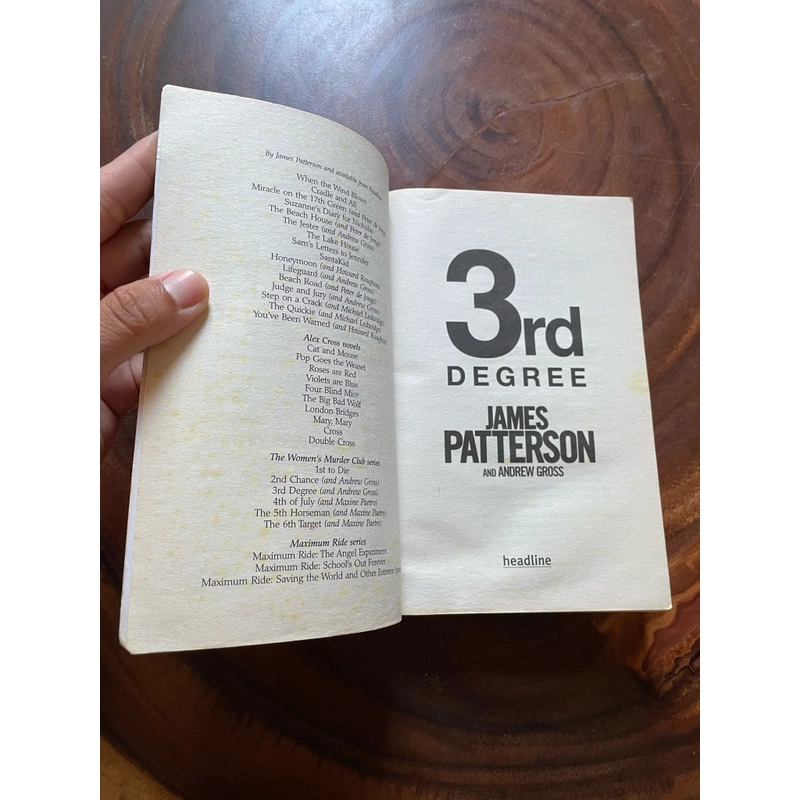 By James Patterson and available from Headline
When the Wind Blows
Cradle and All
Miracle on the 17th Green (and Peter de Jonge)
Suzanne's Diary for Nicholas
The Beach House (and Peter de Jonge)
The Jester (and Andrew Gross)
The Lake House
Sam's Letters to Jennifer
SantaKid
Honeymoon (and Howard Roughan)
Lifeguard (and Andrew Gross)
Beach Road (and Peter de Jonge)
Judge and Jury (and Andrew Gross)
Step on a Crack (and Michael Ledwidge)
The Quickie (and Michael Ledwidge)
You've Been Warned (and Howard Roughan)
Alex Cross novels
Cat and Mouse
Pop Goes the Weasel
Roses are Red
Violets are Blue
Four Blind Mice
The Big Bad Wolf
London Bridges
Mary, Mary
Cross
Double Cross
The Women's Murder Club series
1st to Die
2nd Chance (and Andrew Gross)
3rd Degree (and Andrew Gross)
4th of July (and Maxine Paetro)
The 5th Horseman (and Maxine Paetro)
The 6th Target (and Maxine Paetro)
Maximum Ride series
Maximum Ride: The Angel Experiment
Maximum Ride: School's Out Forever
Maximum Ride: Saving the World and Other Extreme
3rd
DEGREE
JAMES
PATTERSON
AND ANDREW GROSS
headline